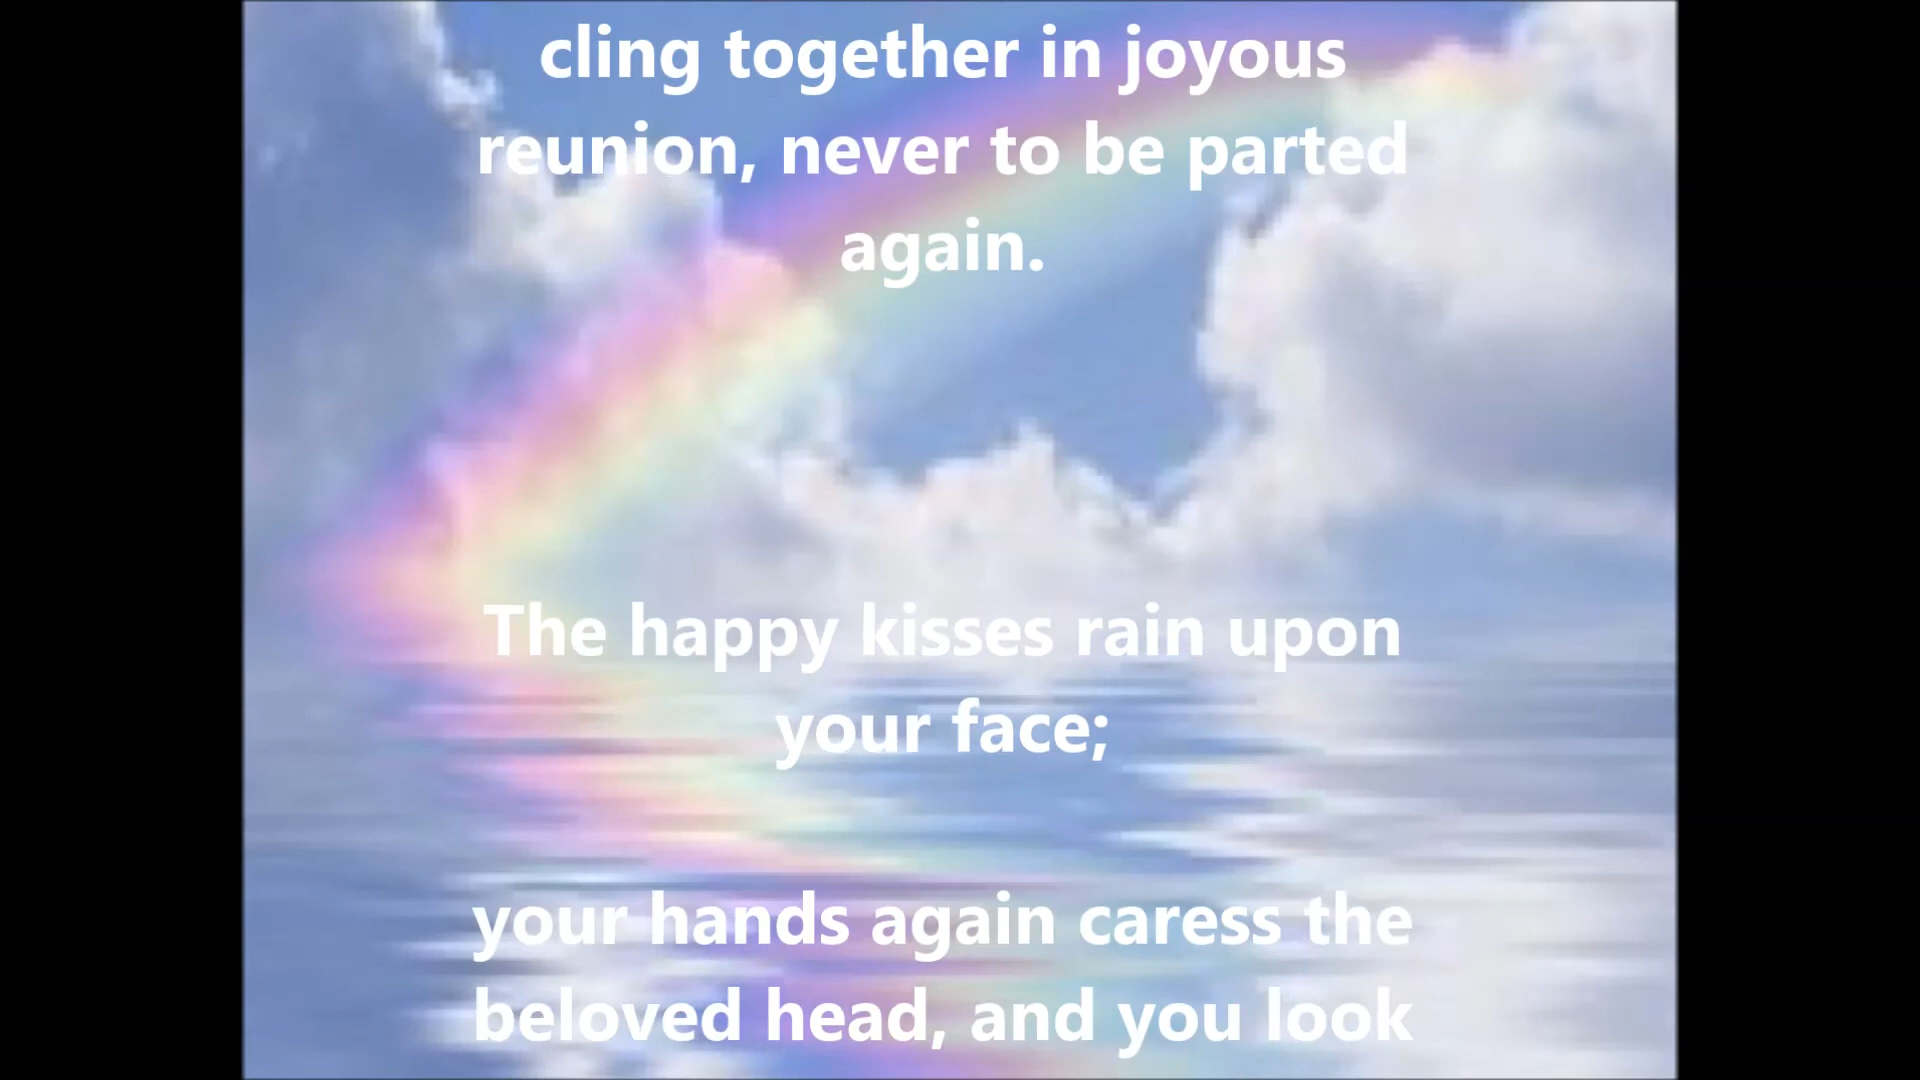 cling together in joyous
reunion, never to be parted
again.
The happy kisses rain upon
your face;
your hands again caress the
beloved head, and you look